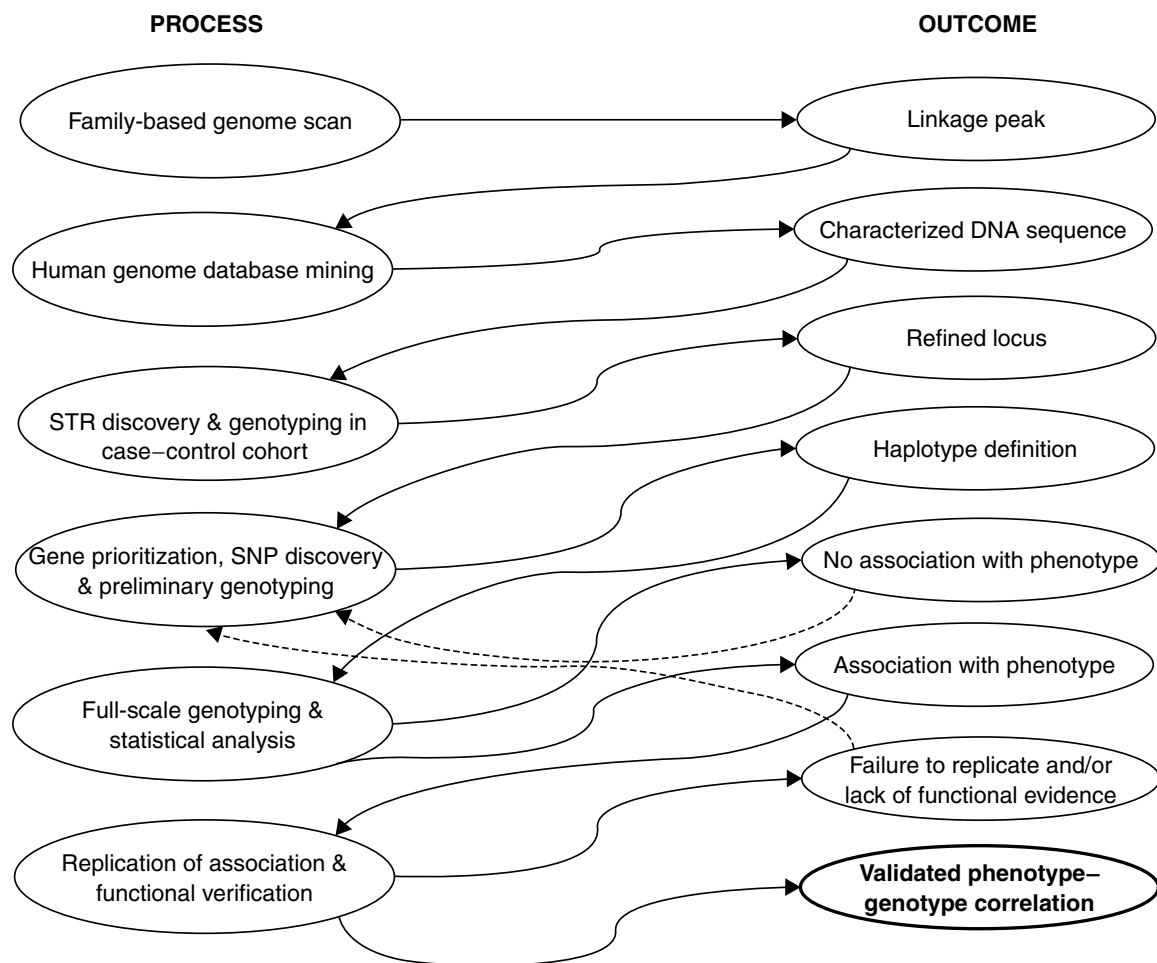 PROCESS
OUTCOME
Family-based genome scan
Linkage peak
Human genome database mining
Characterized DNA sequence
STR discovery & genotyping in
case–control cohort
Refined locus
Gene prioritization, SNP discovery
& preliminary genotyping
Haplotype definition
Full-scale genotyping &
statistical analysis
No association with phenotype
Association with phenotype
Replication of association &
functional verification
Failure to replicate and/or
lack of functional evidence
Validated phenotype–
genotype correlation